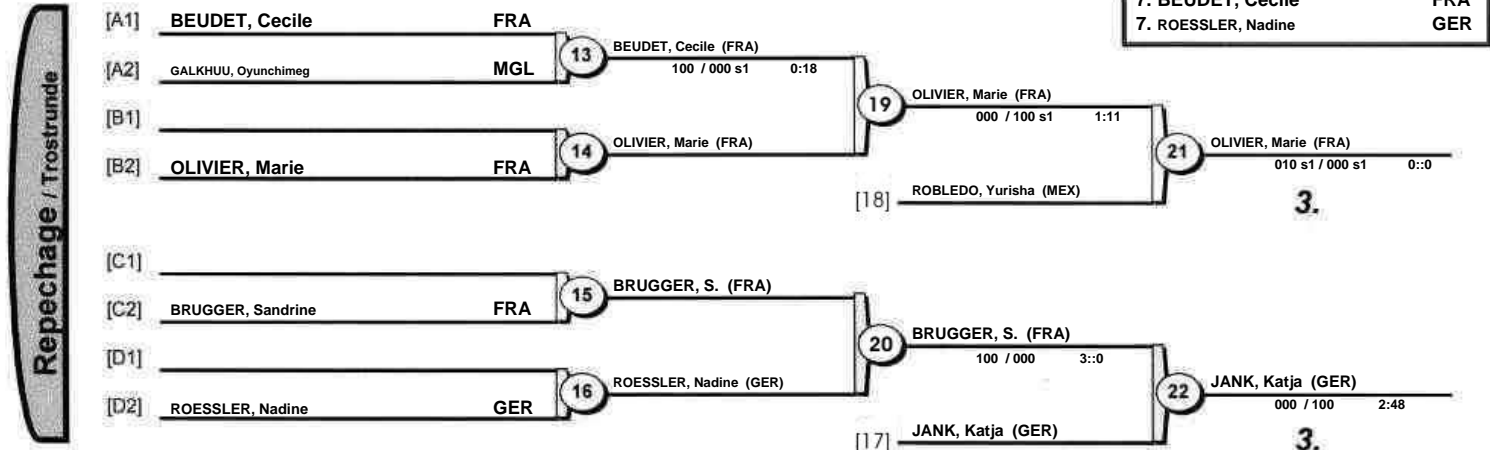 7. BEUDET, Cecile FRA
7. ROESSLER, Nadine GER
Repechage / Trostrunde
[A1] BEUDET, Cecile FRA
13 BEUDET, Cecile (FRA)
100 / 000 s1 0:18
[A2] GALKHUU, Oyunchimeg MGL
19 OLIVIER, Marie (FRA)
000 / 100 s1 1:11
[B1]
14 OLIVIER, Marie (FRA)
21 OLIVIER, Marie (FRA)
010 s1 / 000 s1 0::0
[B2] OLIVIER, Marie FRA
[18] ROBLEDO, Yurisha (MEX)
3.
[C1]
15 BRUGGER, S. (FRA)
[C2] BRUGGER, Sandrine FRA
20 BRUGGER, S. (FRA)
100 / 000 3::0
[D1]
16 ROESSLER, Nadine (GER)
22 JANK, Katja (GER)
000 / 100 2:48
[D2] ROESSLER, Nadine GER
[17] JANK, Katja (GER)
3.